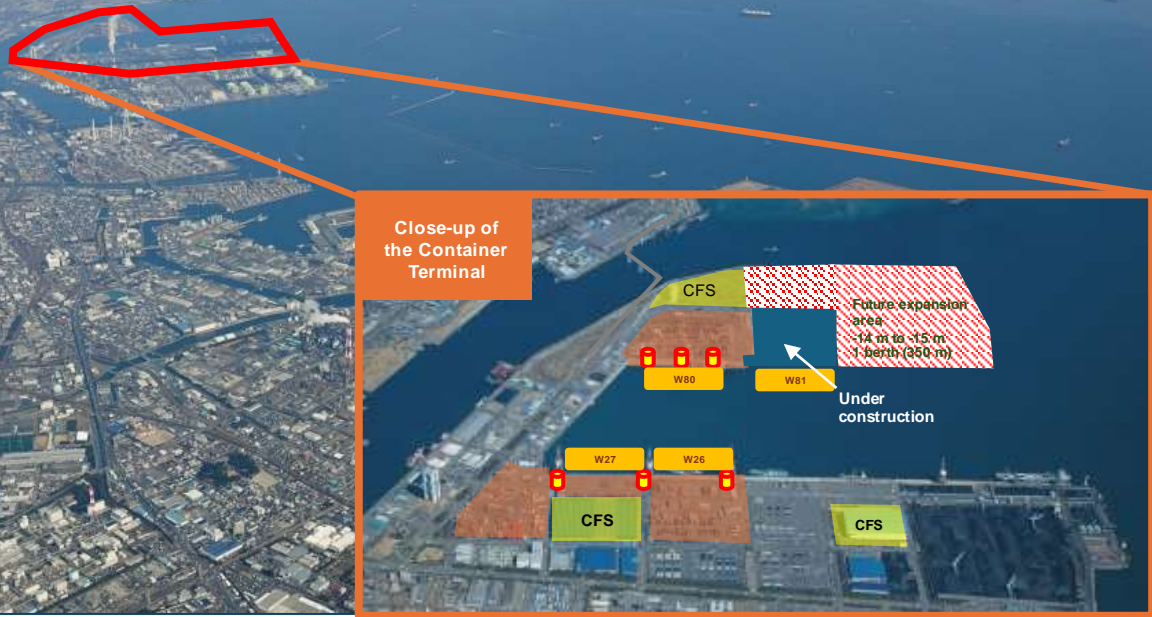 Close-up of
the Container
Terminal
CFS
Future expansion
area
-14 m to -15 m
1 berth (350 m)
W80
W81
Under
construction
W27
W26
CFS
CFS